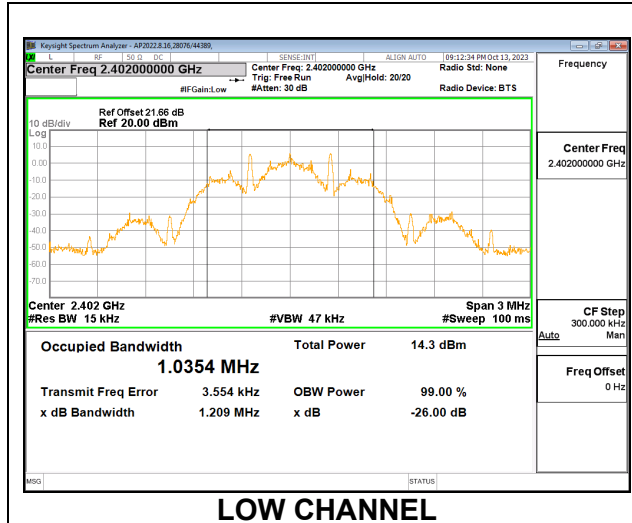 Keysight Spectrum Analyzer - AP2022.8.16,28076/44389,
L RF 50 Ω DC SENSE:INT ALIGN AUTO 09:12:34 PM Oct 13, 2023
Center Freq 2.402000000 GHz Center Freq: 2.402000000 GHz Radio Std: None Frequency
Trig: Free Run Avg|Hold: 20/20
#IFGain:Low #Atten: 30 dB Radio Device: BTS
Ref Offset 21.66 dB
10 dB/div Ref 20.00 dBm
Log
10.0
0.00
-10.0
-20.0
-30.0
-40.0
-50.0
-60.0
-70.0
Center Freq
2.402000000 GHz
Center 2.402 GHz Span 3 MHz
#Res BW 15 kHz #VBW 47 kHz #Sweep 100 ms
CF Step
300.000 kHz
Auto Man
Occupied Bandwidth Total Power 14.3 dBm
1.0354 MHz
Freq Offset
0 Hz
Transmit Freq Error 3.554 kHz OBW Power 99.00 %
x dB Bandwidth 1.209 MHz x dB -26.00 dB
MSG STATUS
LOW CHANNEL